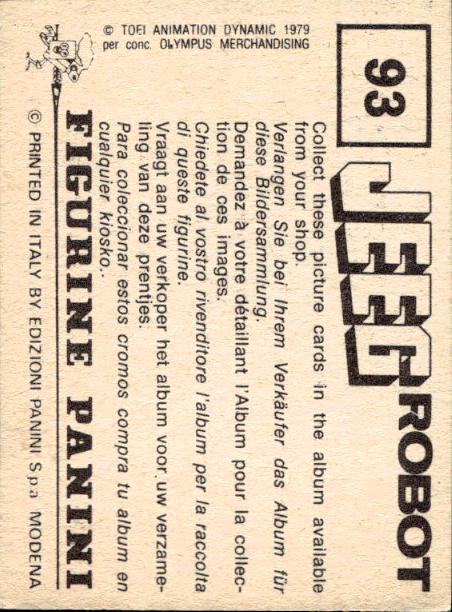 © TOEI ANIMATION DYNAMIC 1979
per conc. OLYMPUS MERCHANDISING
93
JEEG ROBOT
Collect these picture cards in the album available
from your shop.
Verlangen Sie bei Ihrem Verkäufer das Album für
diese Bildersammlung.
Demandez à votre détaillant l'Album pour la collec-
tion de ces images.
Chiedete al vostro rivenditore l'album per la raccolta
di queste figurine.
Vraagt aan uw verkoper het album voor uw verzame-
ling van deze prentjes:
Para coleccionar estos cromos compra tu album en
cualquier kiosko.
FIGURINE PANINI
© PRINTED IN ITALY BY EDIZIONI PANINI S.p.a MODENA